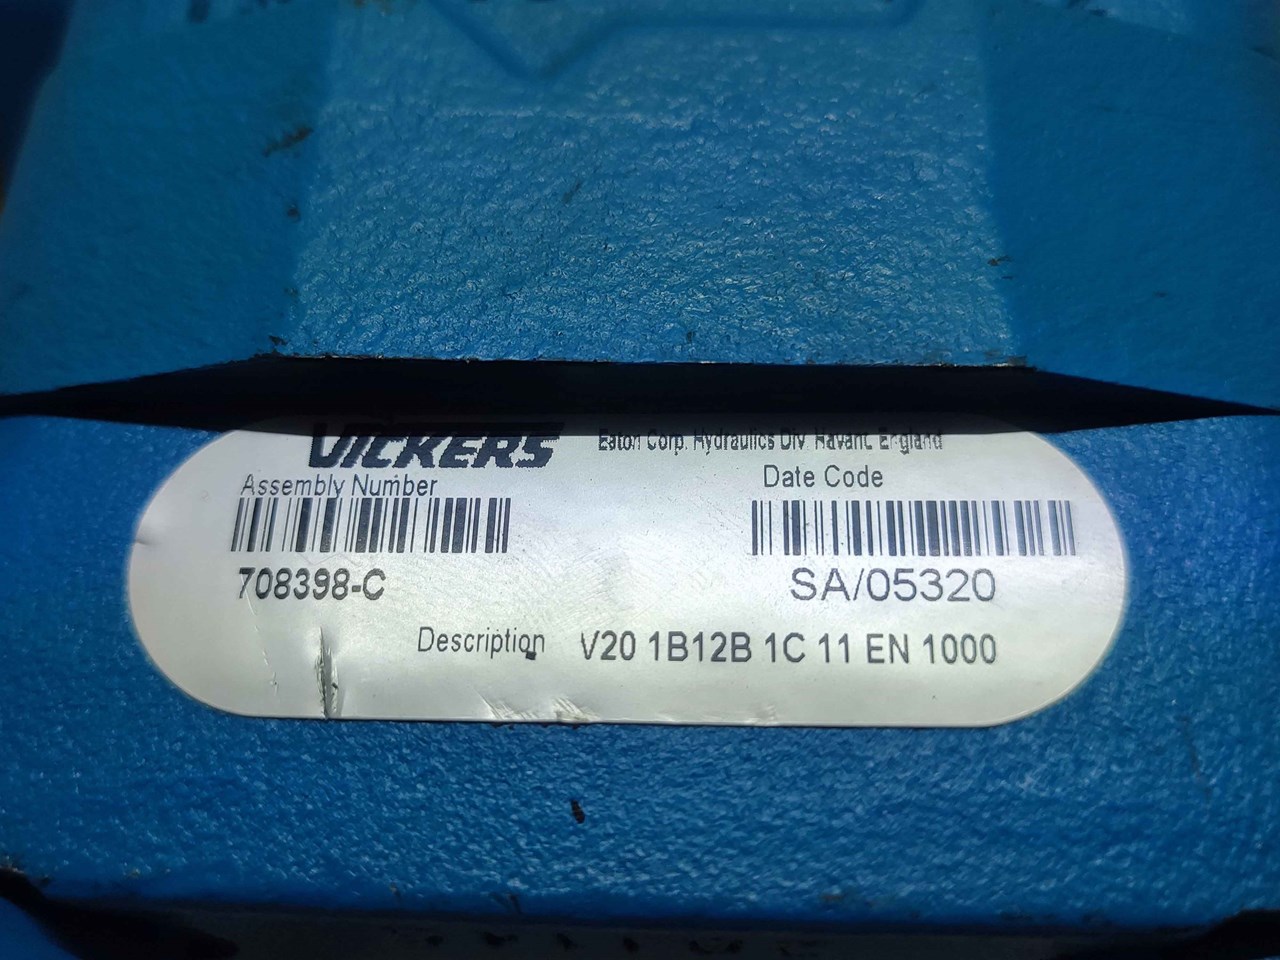 VICKERS
Eaton Corp. Hydraulics Div. Havant, England
Assembly Number
Date Code
708398-C
SA/05320
Description V20 1B12B 1C 11 EN 1000